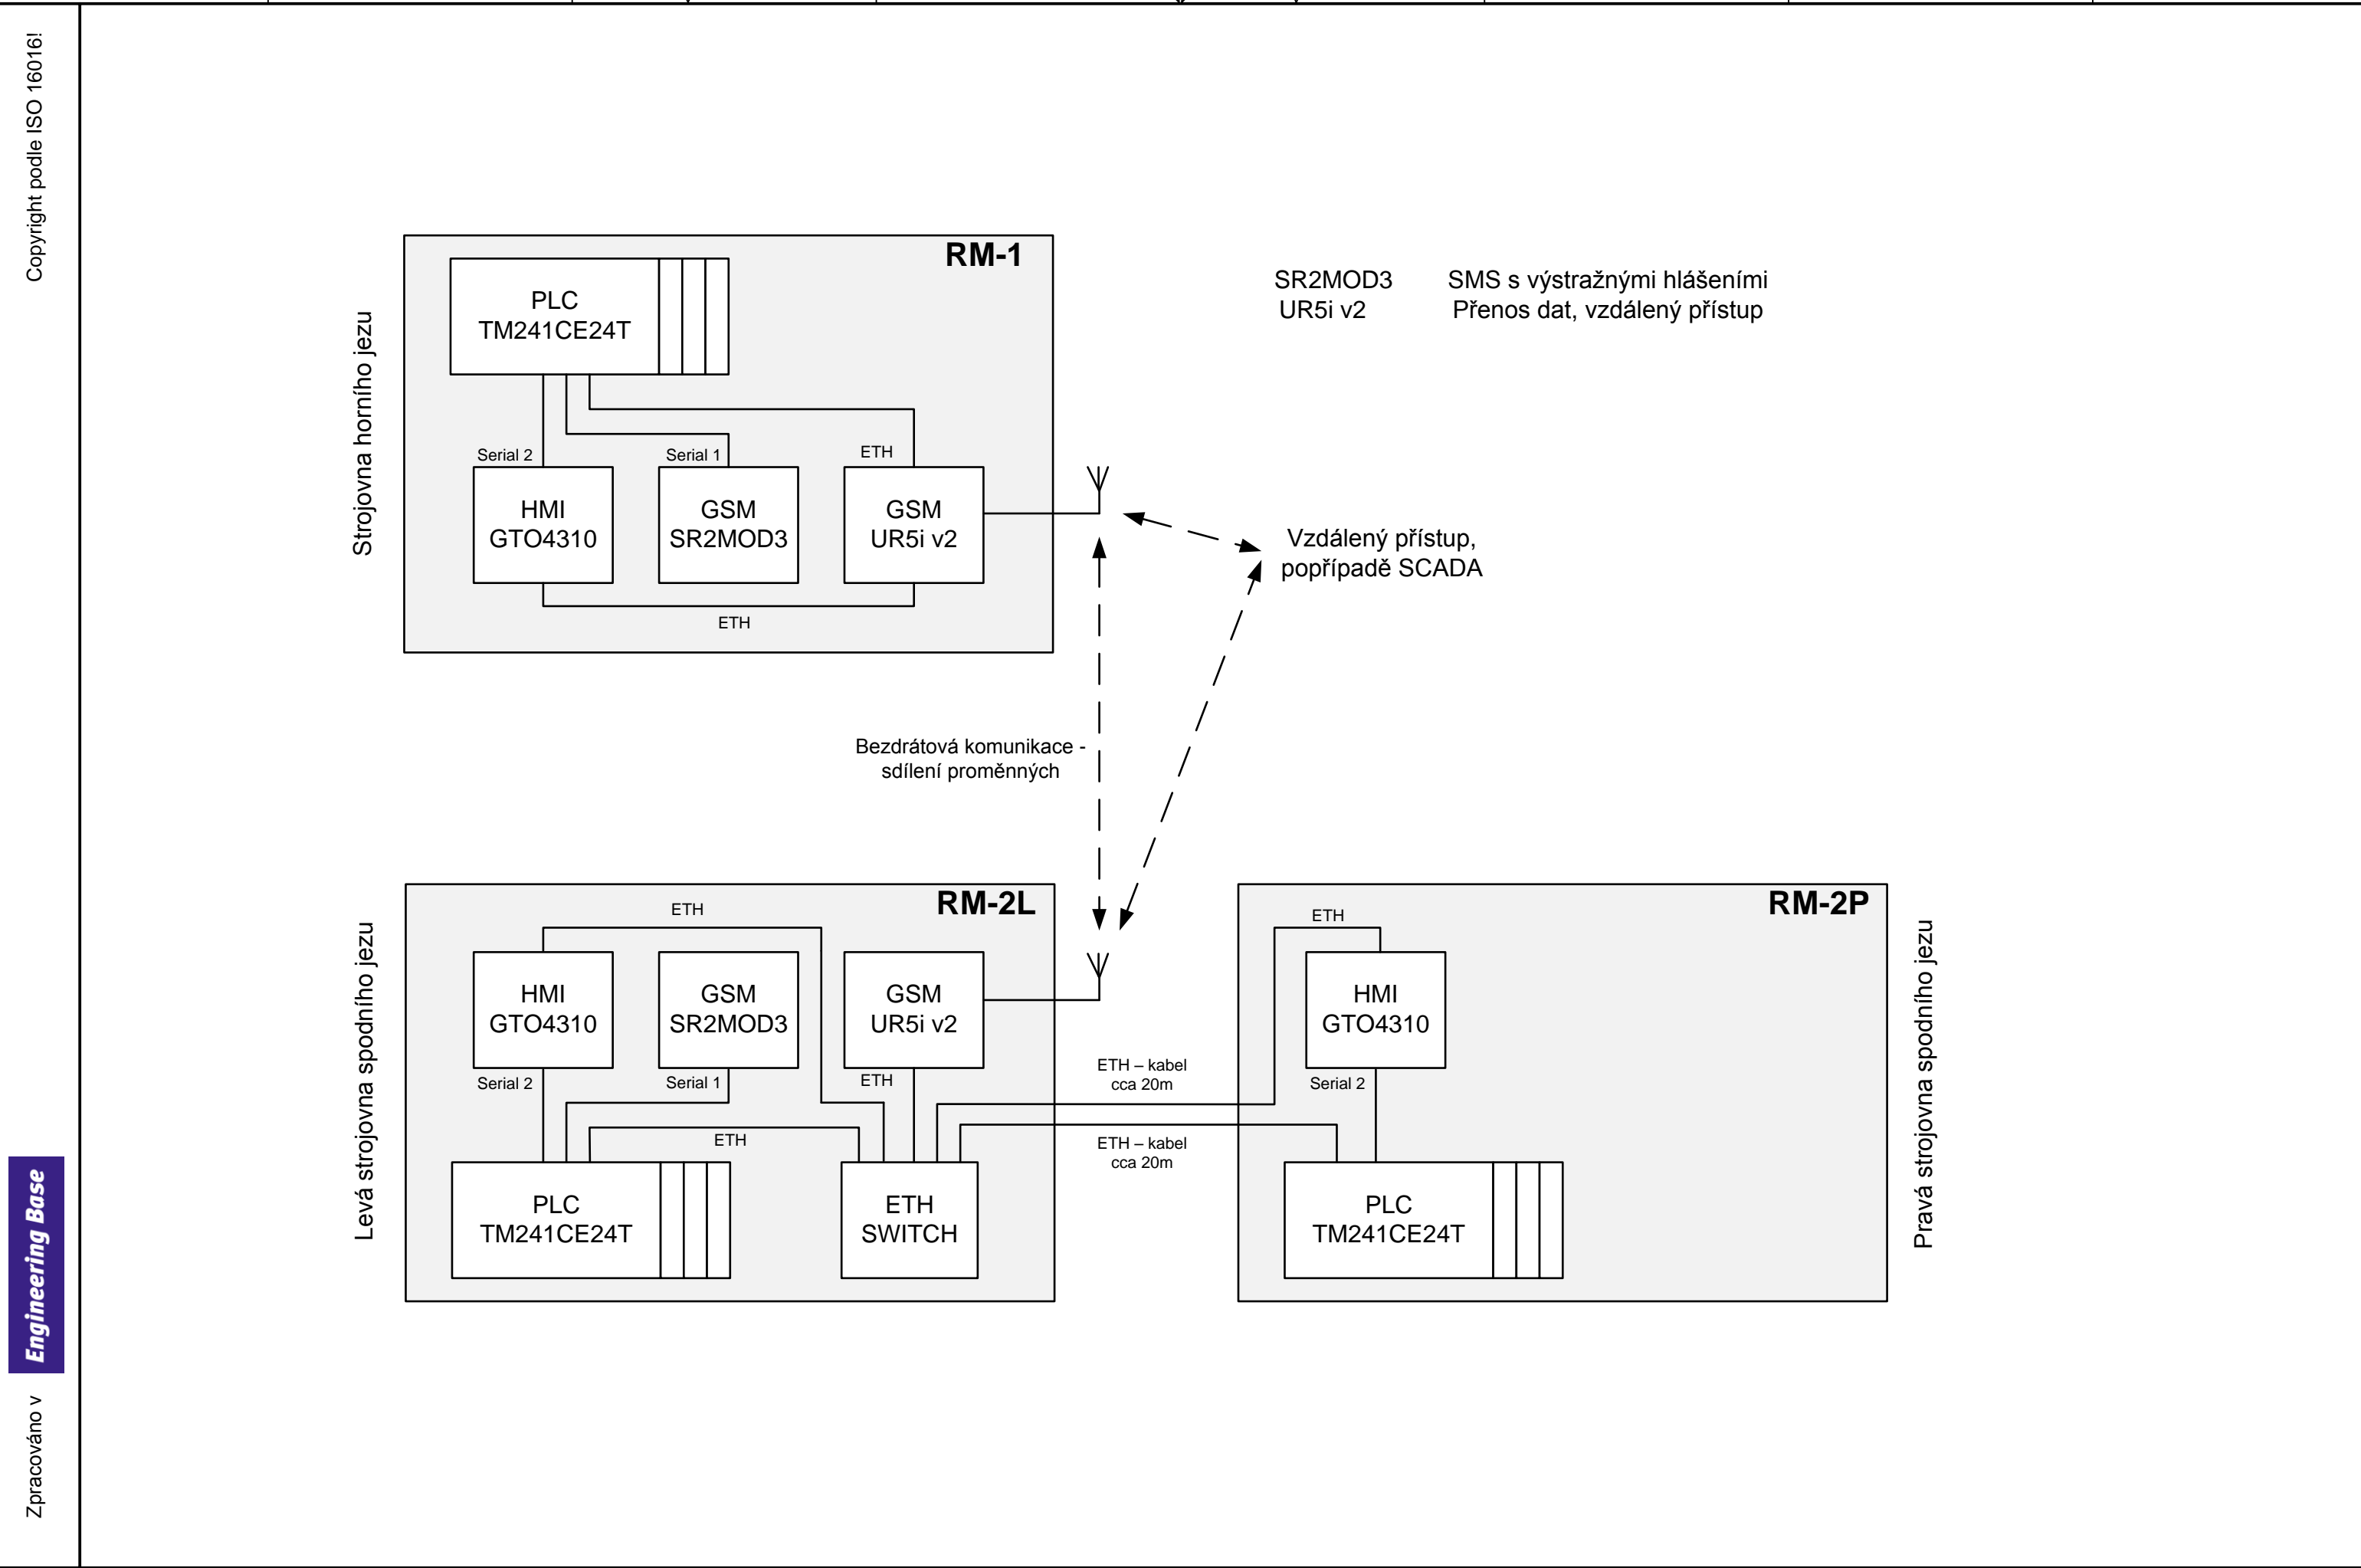 Copyright podle ISO 16016!
Engineering Base
Zpracováno v
Strojovna horního jezu
RM-1
PLC
TM241CE24T
Serial 2
Serial 1
ETH
HMI
GTO4310
GSM
SR2MOD3
GSM
UR5i v2
ETH
SR2MOD3 SMS s výstražnými hlášeními
UR5i v2 Přenos dat, vzdálený přístup
Vzdálený přístup,
popřípadě SCADA
Bezdrátová komunikace -
sdílení proměnných
Levá strojovna spodního jezu
RM-2L
ETH
HMI
GTO4310
GSM
SR2MOD3
GSM
UR5i v2
Serial 2
Serial 1
ETH
ETH
PLC
TM241CE24T
ETH
SWITCH
ETH – kabel
cca 20m
ETH – kabel
cca 20m
RM-2P
ETH
HMI
GTO4310
Serial 2
PLC
TM241CE24T
Pravá strojovna spodního jezu